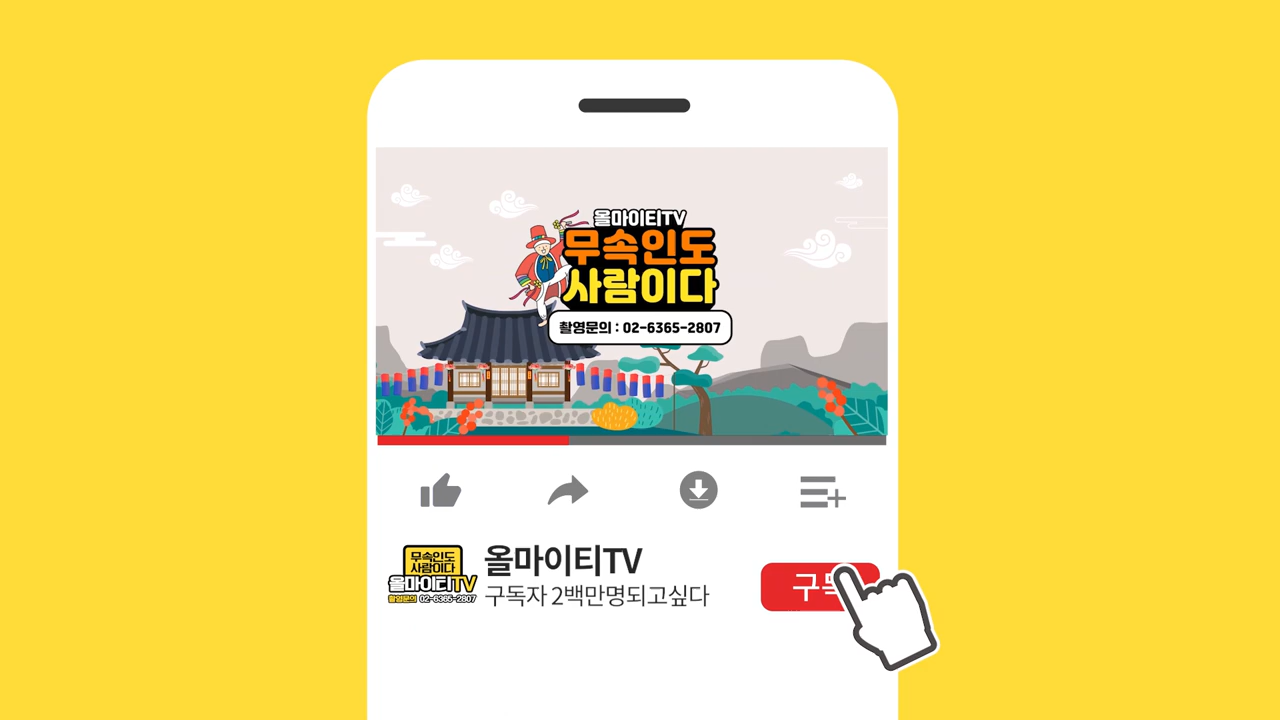 올마이티TV
무속인도
사람이다
촬영문의 : 02-6365-2807
무속인도
사람이다
올마이티TV
촬영문의 02-6365-2807
올마이티TV
구독자 2백만명되고싶다
구독